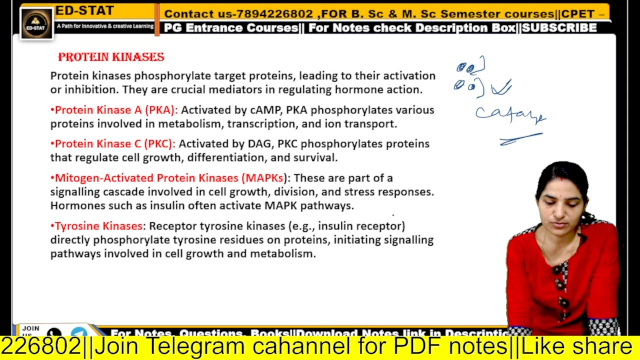 ED-STAT
A Path for Innovative & creative Learning
Contact us-7894226802 ,FOR B. Sc & M. Sc Semester courses||CPET –
PG Entrance Courses|| For Notes check Description Box||SUBSCRIBE
PROTEIN KINASES
Protein kinases phosphorylate target proteins, leading to their activation
or inhibition. They are crucial mediators in regulating hormone action.
•Protein Kinase A (PKA): Activated by cAMP, PKA phosphorylates various
proteins involved in metabolism, transcription, and ion transport.
•Protein Kinase C (PKC): Activated by DAG, PKC phosphorylates proteins
that regulate cell growth, differentiation, and survival.
•Mitogen-Activated Protein Kinases (MAPKs): These are part of a
signalling cascade involved in cell growth, division, and stress responses.
Hormones such as insulin often activate MAPK pathways.
•Tyrosine Kinases: Receptor tyrosine kinases (e.g., insulin receptor)
directly phosphorylate tyrosine residues on proteins, initiating signalling
pathways involved in cell growth and metabolism.
JOIN
US
For Notes, Questions, Books||Download Notes link in Descripti
226802||Join Telegram cahannel for PDF notes||Like share